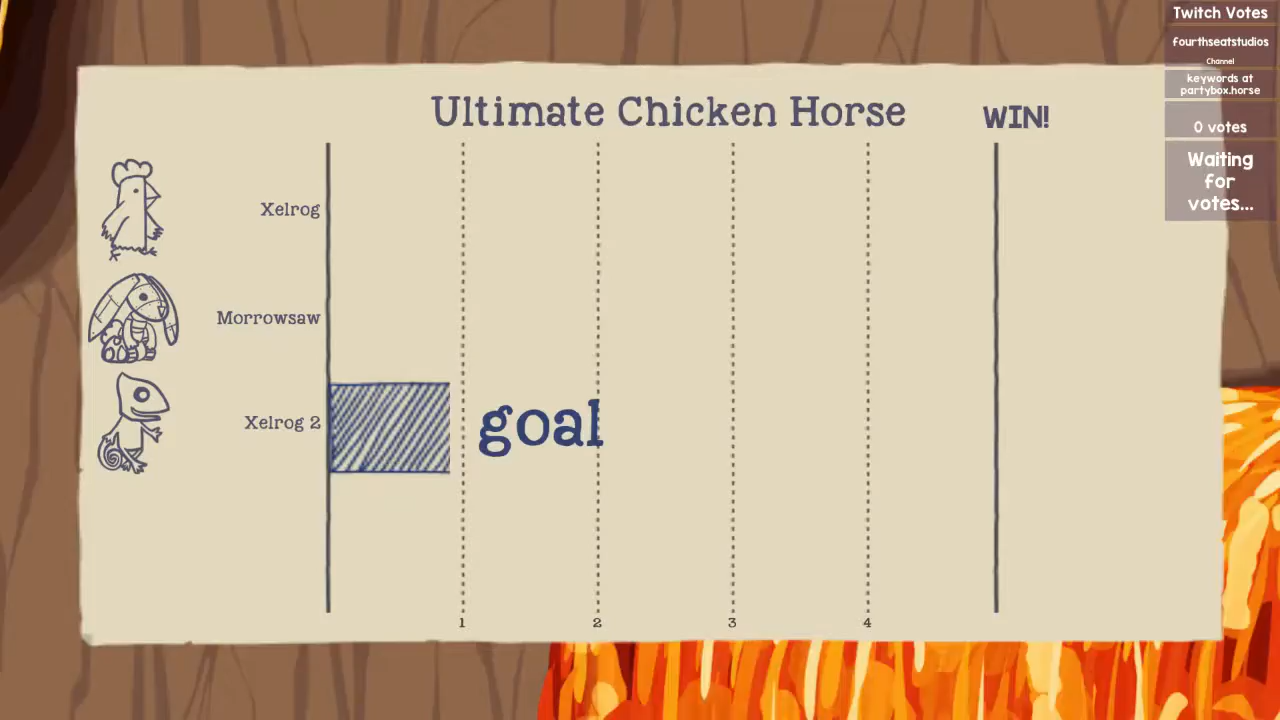 Twitch Votes
fourthseatstudios
Channel
keywords at
partybox.horse
0 votes
Waiting
for
votes...
Ultimate Chicken Horse
WIN!
Xelrog
Morrowsaw
Xelrog 2
goal
1
2
3
4